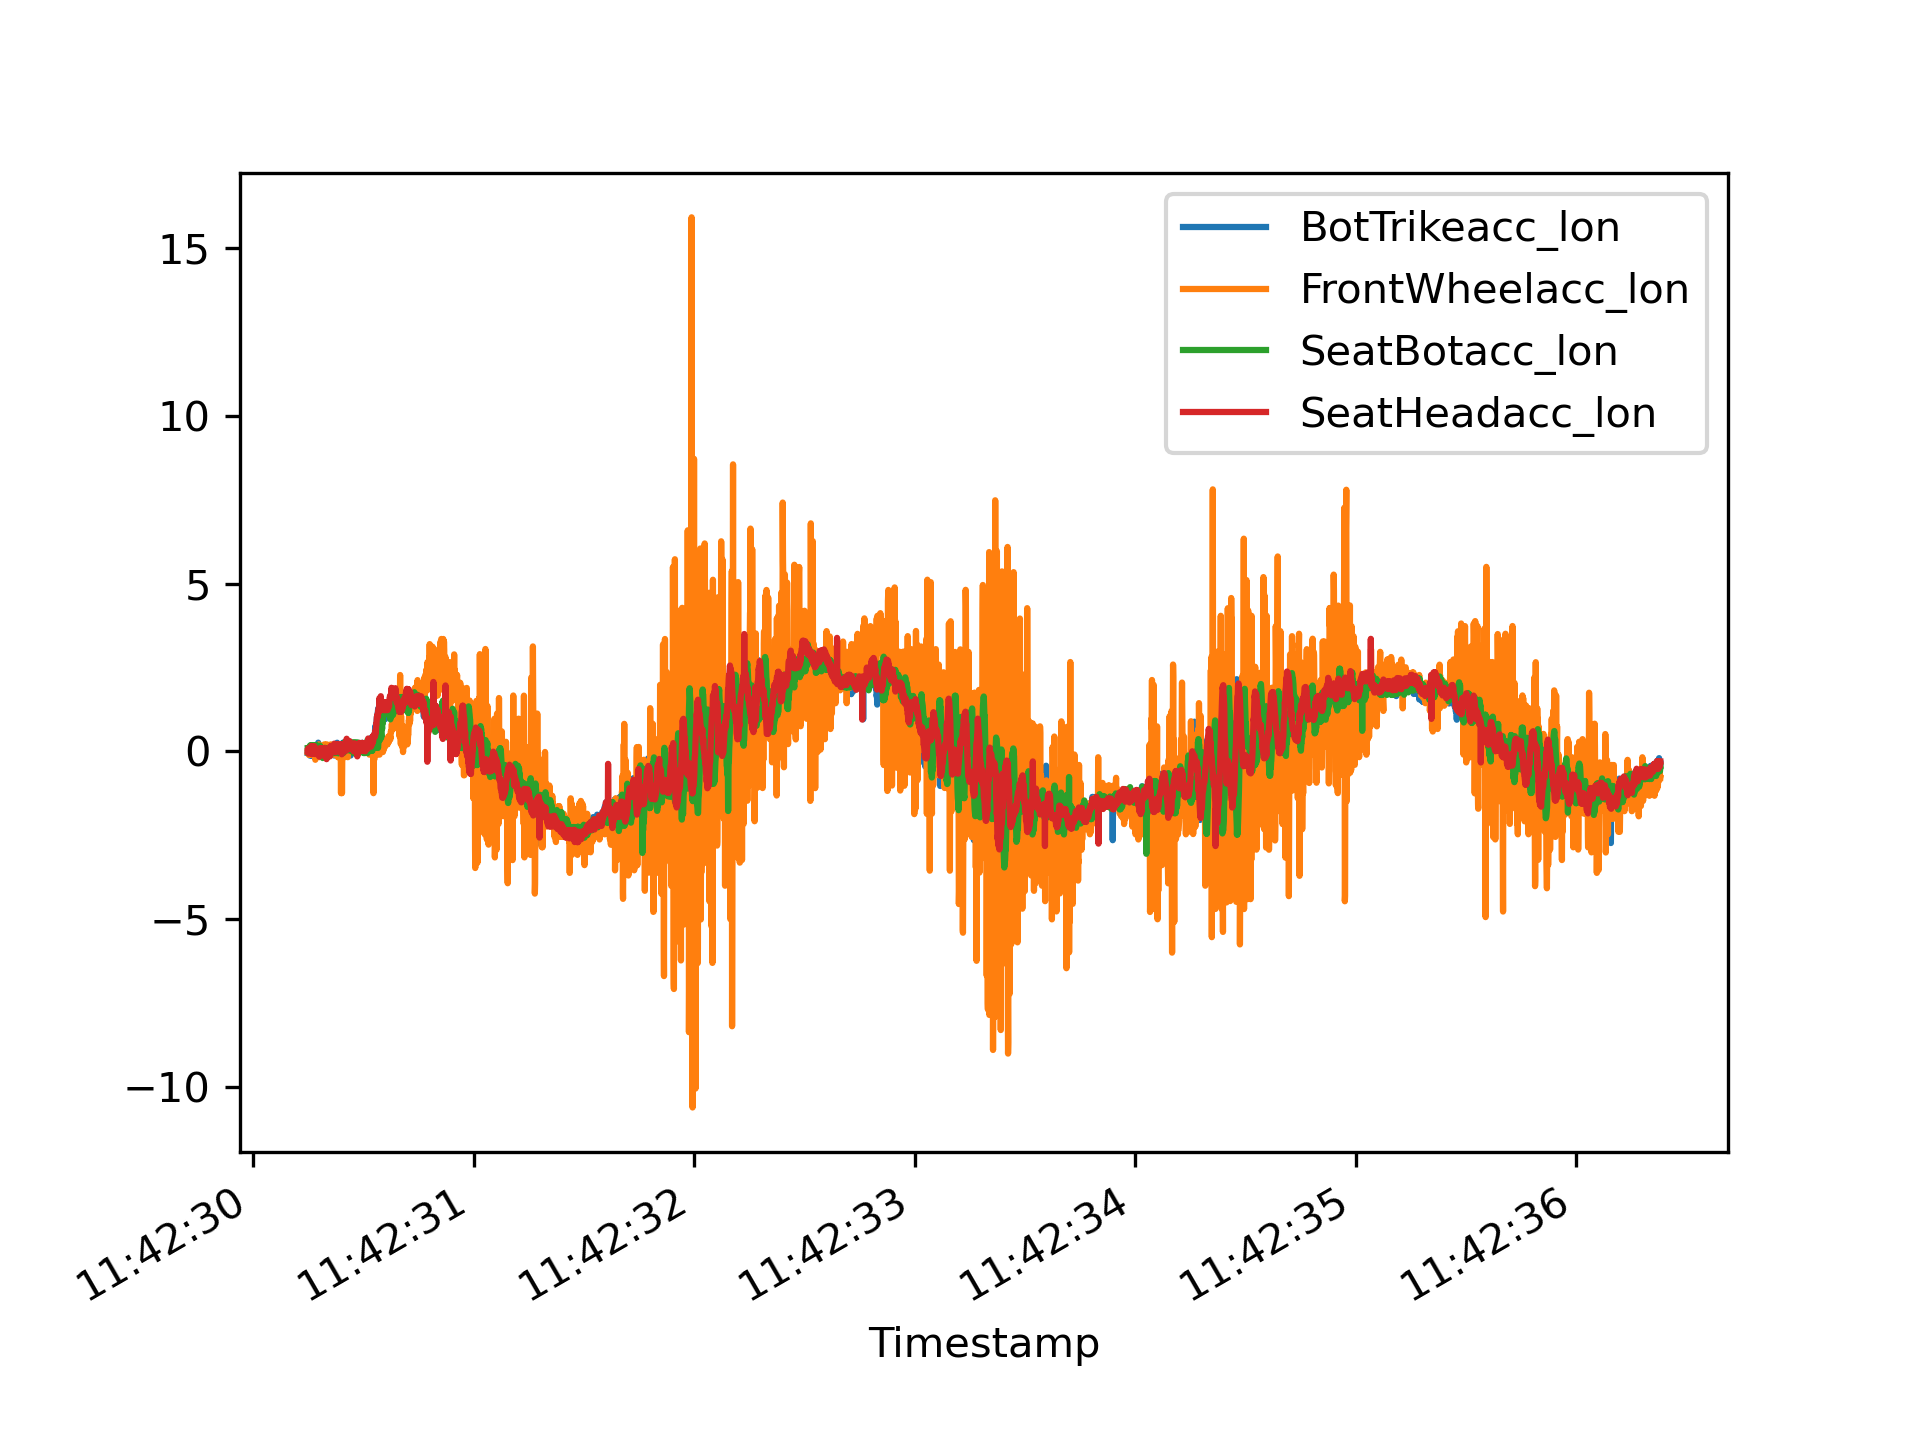 BotTrikeacc_lon
FrontWheelacc_lon
SeatBotacc_lon
SeatHeadacc_lon
15
10
5
0
−5
−10
11:42:30
11:42:31
11:42:32
11:42:33
11:42:34
11:42:35
11:42:36
Timestamp